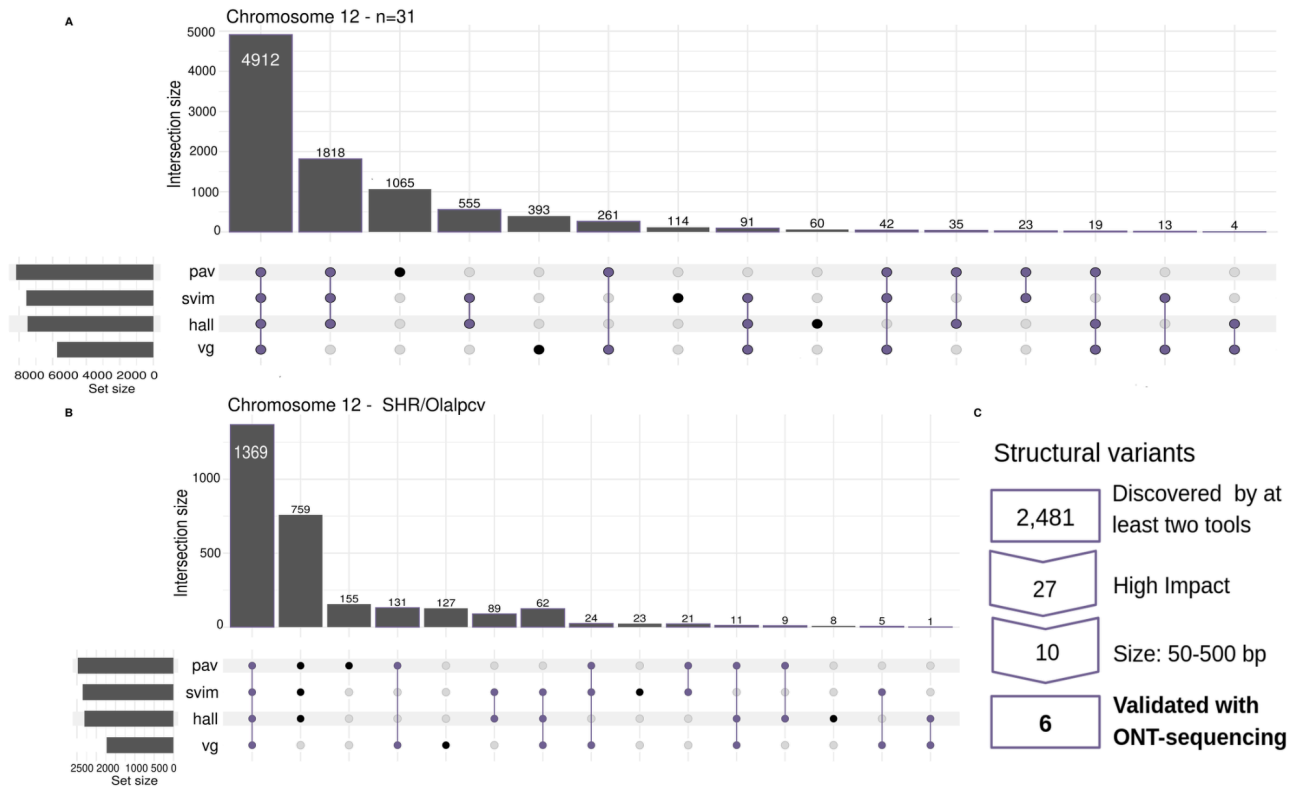 A
Chromosome 12 - n=31
Intersection size
5000
4000
3000
2000
1000
0
4912
1818
1065
555
393
261
114
91
60
42
35
23
19
13
4
pav
svim
hall
vg
8000 6000 4000 2000 0
Set size
B
Chromosome 12 - SHR/Olalpcv
Intersection size
1000
500
0
1369
759
155
131
127
89
62
24
23
21
11
9
8
5
1
pav
svim
hall
vg
2500 2000 1000 500 0
Set size
C
Structural variants
2,481
Discovered by at
least two tools
27
High Impact
10
Size: 50-500 bp
6
Validated with
ONT-sequencing